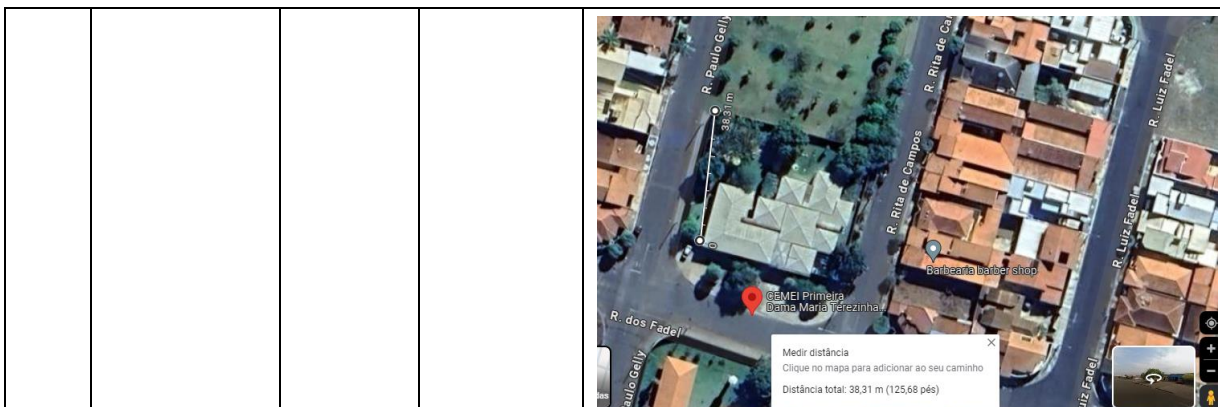 R. Paulo Gelly
R. Rita de Ca
R. Luiz Fadel
38,31 m
R. Rita de Campos
R. Luiz Fadel
0
Barbearia barber shop
CEMEI Primeira
Dama Maria Terezinha...
R. dos Fadel
Medir distância
Clique no mapa para adicionar ao seu caminho
Distância total: 38,31 m (125,68 pés)
aulo Gelly
iz Fadel
das